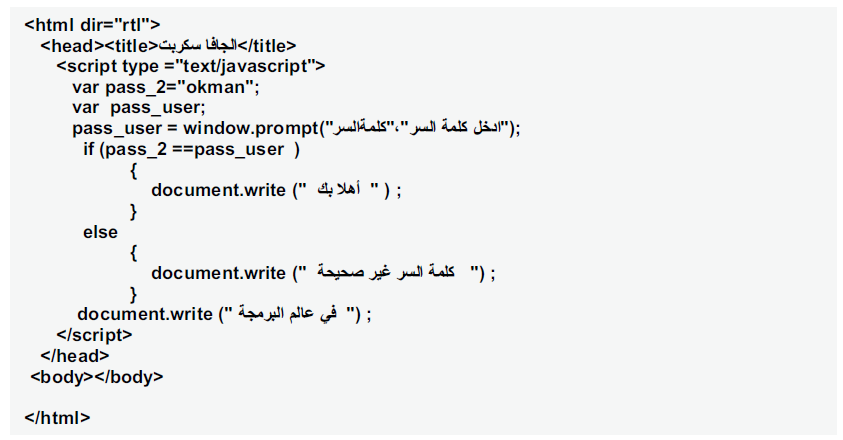 <html dir="rtl">
<head><title>الجافا سكربت</title>
<script type ="text/javascript">
var pass_2="okman";
var pass_user;
pass_user = window.prompt("ادخل كلمة السر"،"كلمةالسر");
if (pass_2 ==pass_user )
{
document.write (" أهلا بك " ) ;
}
else
{
document.write (" كلمة السر غير صحيحة ") ;
}
document.write (" في عالم البرمجة ") ;
</script>
</head>
<body></body>
</html>